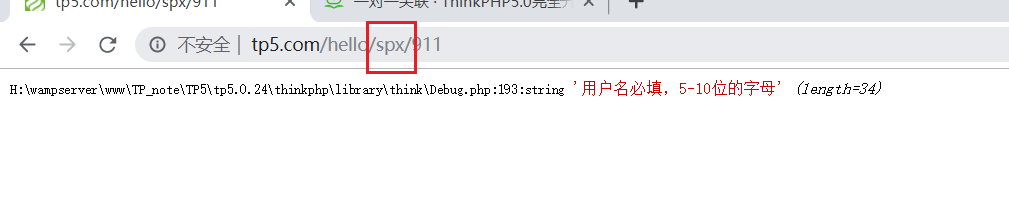 tp5.com/hello/spx/911
一对一关联 · ThinkPHP5.0完全
不安全 | tp5.com/hello/spx/911
H:\wampserver\www\TP_note\TP5\tp5.0.24\thinkphp\library\think\Debug.php:193:string '用户名必填，5-10位的字母' (length=34)